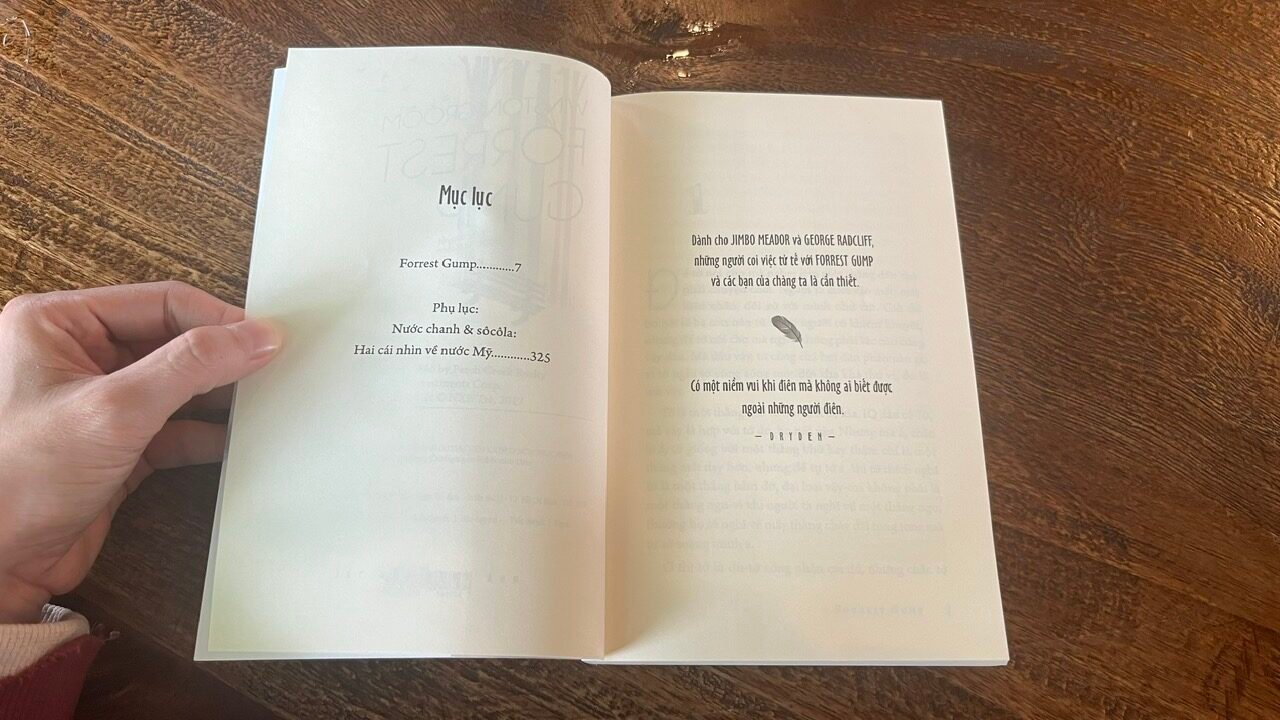 Mục lục
Forrest Gump............7
Phụ lục:
Nước chanh & sôcôla:
Hai cái nhìn về nước Mỹ............325
Dành cho JIMBO MEADOR và GEORGE RADCLIFF,
những người coi việc tử tế với FORREST GUMP
và các bạn của chàng ta là cần thiết.
Có một niềm vui khi điên mà không ai biết được
ngoài những người điên.
— DRYDEN —